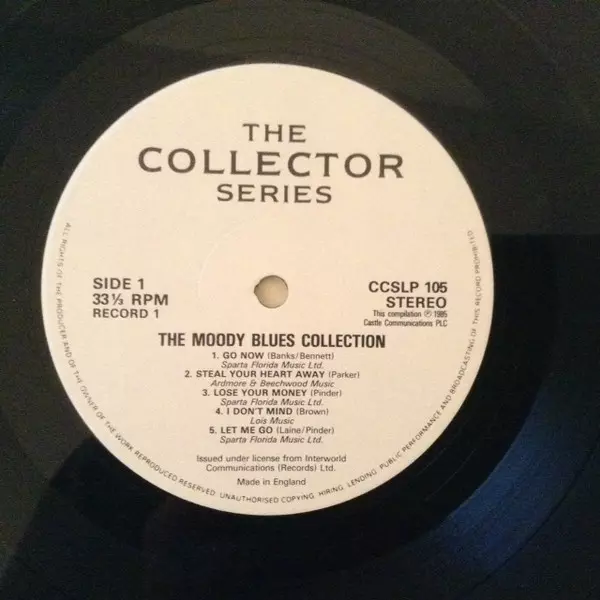 THE
COLLECTOR
SERIES
SIDE 1
33⅓ RPM
RECORD 1
CCSLP 105
STEREO
This compilation ℗ 1985
Castle Communications PLC
THE MOODY BLUES COLLECTION
1. GO NOW (Banks/Bennett)
Sparta Florida Music Ltd.
2. STEAL YOUR HEART AWAY (Parker)
Ardmore & Beechwood Music
3. LOSE YOUR MONEY (Pinder)
Sparta Florida Music Ltd.
4. I DON'T MIND (Brown)
Lois Music
5. LET ME GO (Laine/Pinder)
Sparta Florida Music Ltd.
Issued under license from Interworld
Communications (Records) Ltd.
Made in England
ALL RIGHTS OF THE PRODUCER AND OF THE OWNER OF THE WORK REPRODUCED RESERVED. UNAUTHORISED COPYING, HIRING, LENDING, PUBLIC PERFORMANCE AND BROADCASTING OF THIS RECORD PROHIBITED